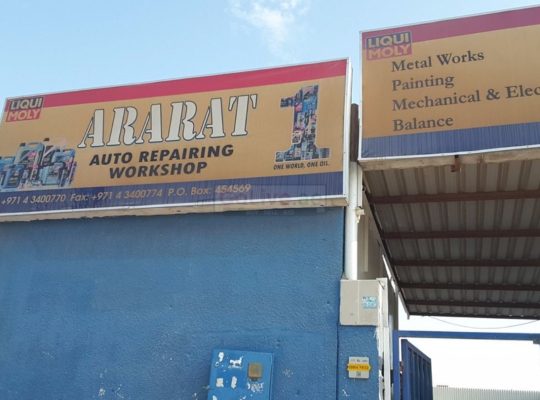 LIQUI
MOLY
ARARAT
AUTO REPAIRING
WORKSHOP
1
ONE WORLD, ONE OIL.
+971 4 3400770 Fax: +971 4 3400774 P.O. Box: 454569
LIQUI
MOLY
Metal Works
Painting
Mechanical & Elec
Balance